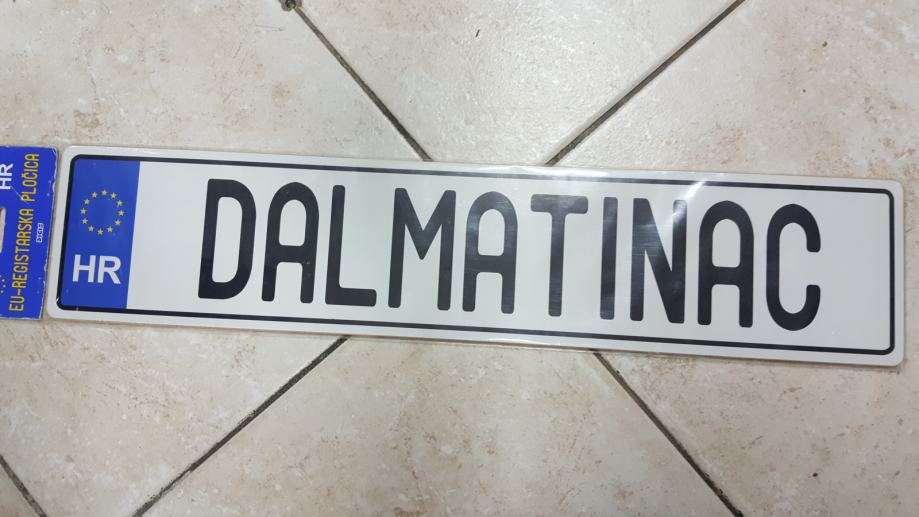 HR
EU-REGISTARSKA PLOČICA
HR
DALMATINAC